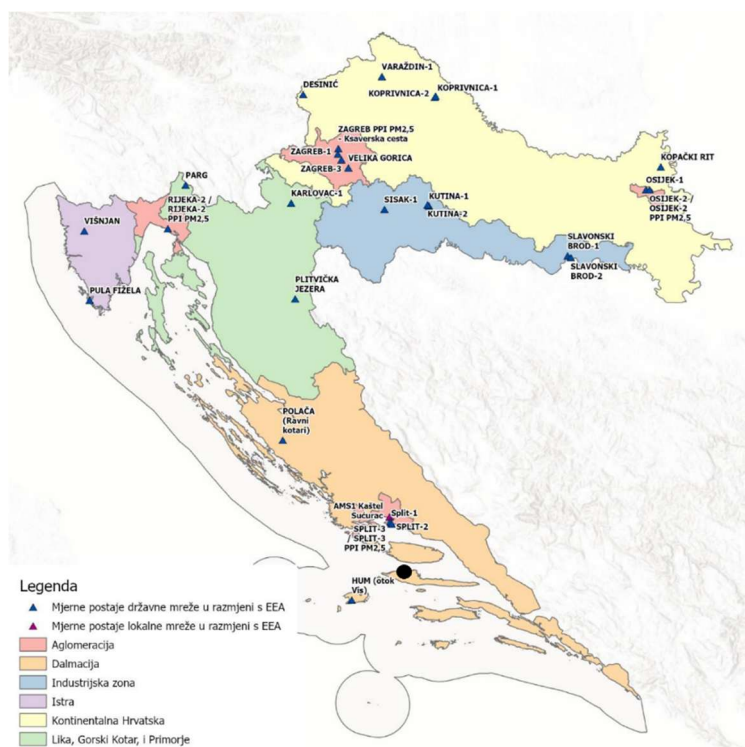 VARAŽDIN-1
DESINIĆ
KOPRIVNICA-1
KOPRIVNICA-2
ZAGREB PPI PM2,5
- Ksaverska cesta
ZAGREB-1
VELIKA GORICA
ZAGREB-3
KOPAČKI RIT
PARG
OSIJEK-1
RIJEKA-2 /
RIJEKA-2
PPI PM2,5
KARLOVAC-1
SISAK-1
KUTINA-1
KUTINA-2
OSIJEK-2 /
OSIJEK-2
PPI PM2,5
VIŠNJAN
SLAVONSKI
BROD-1
SLAVONSKI
BROD-2
PLITVIČKA
JEZERA
PULA FIŽELA
POLAČA
(Ravni
kotari)
AMS1 Kaštel
Sućurac
Split-1
SPLIT-2
SPLIT-3
/ SPLIT-3
PPI PM2,5
HUM (otok
Vis)
Legenda
Mjerne postaje državne mreže u razmjeni s EEA
Mjerne postaje lokalne mreže u razmjeni s EEA
Aglomeracija
Dalmacija
Industrijska zona
Istra
Kontinentalna Hrvatska
Lika, Gorski Kotar, i Primorje